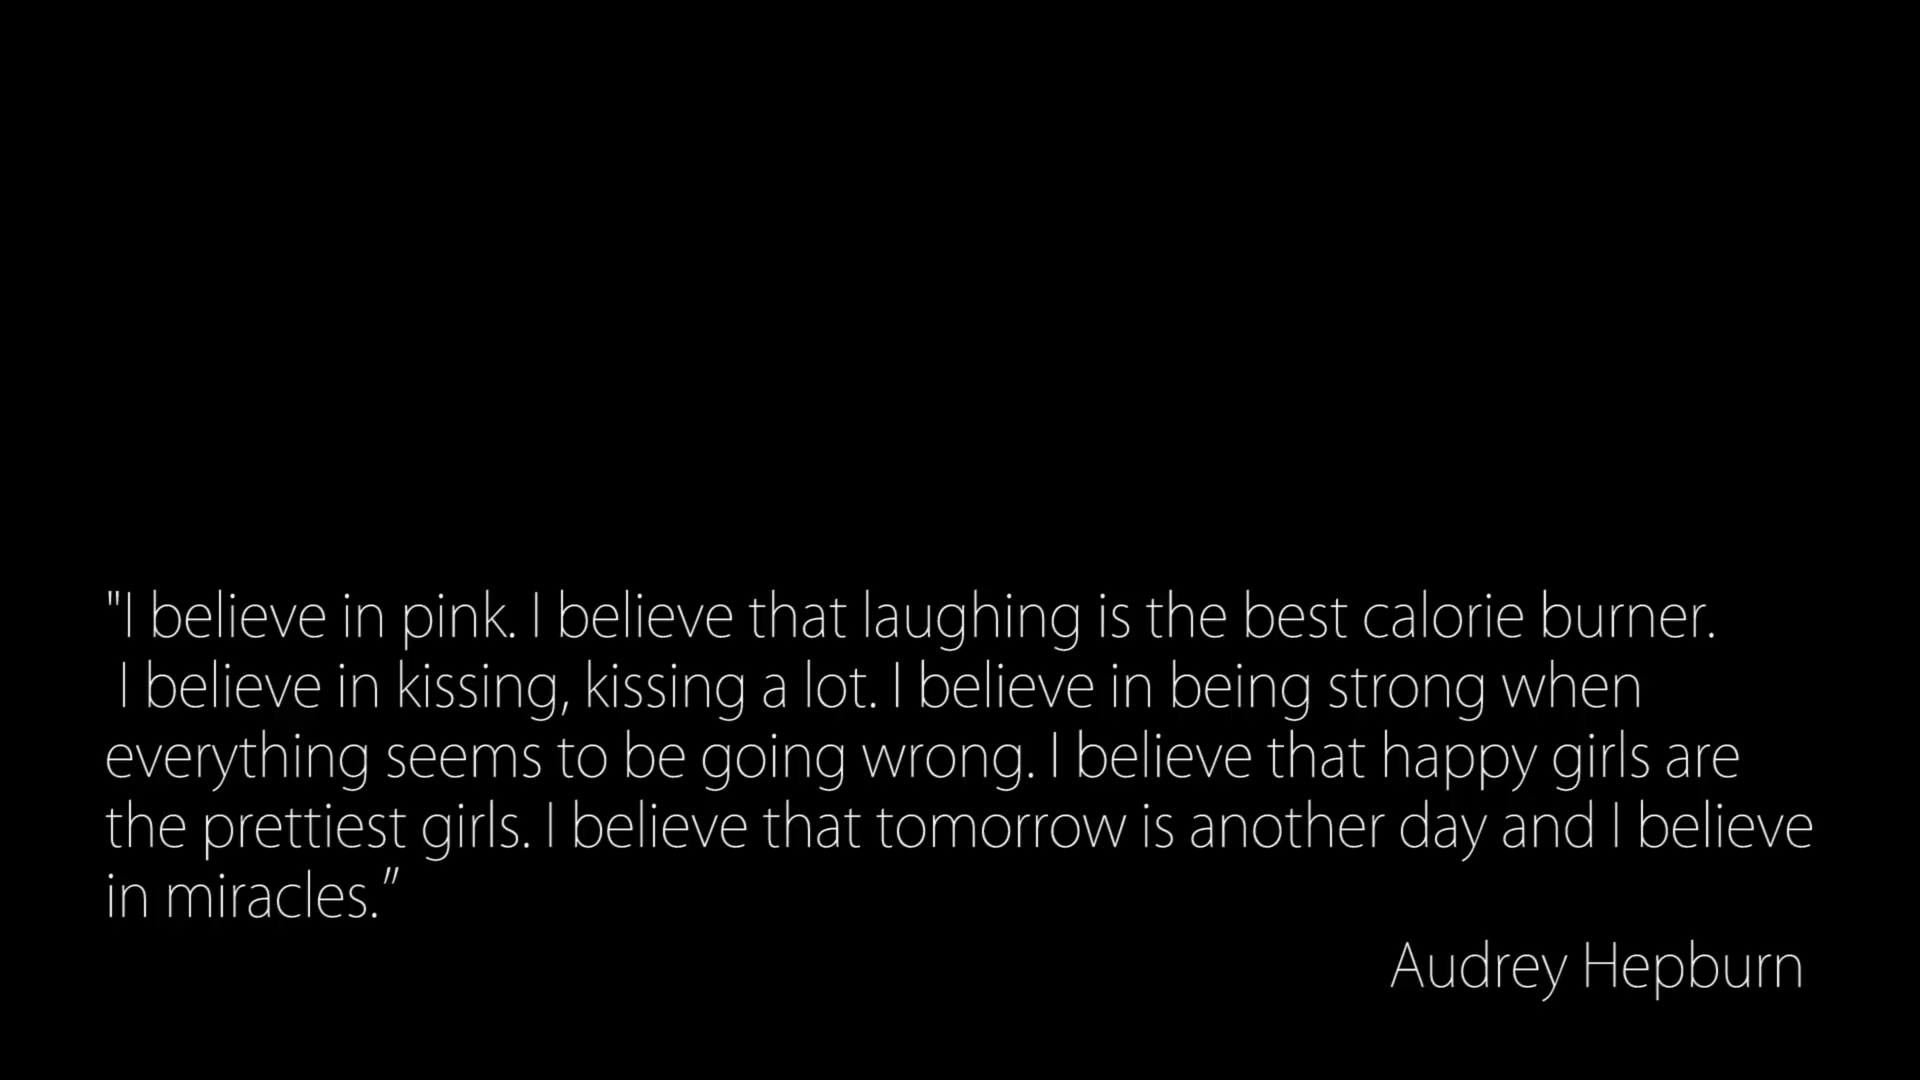 "I believe in pink. I believe that laughing is the best calorie burner.
I believe in kissing, kissing a lot. I believe in being strong when
everything seems to be going wrong. I believe that happy girls are
the prettiest girls. I believe that tomorrow is another day and I believe
in miracles.”
Audrey Hepburn